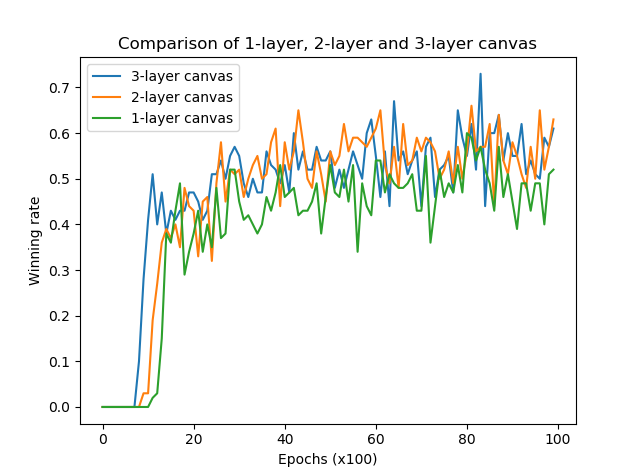 Comparison of 1-layer, 2-layer and 3-layer canvas
3-layer canvas
2-layer canvas
1-layer canvas
Winning rate
0.7
0.6
0.5
0.4
0.3
0.2
0.1
0.0
0 20 40 60 80 100
Epochs (x100)